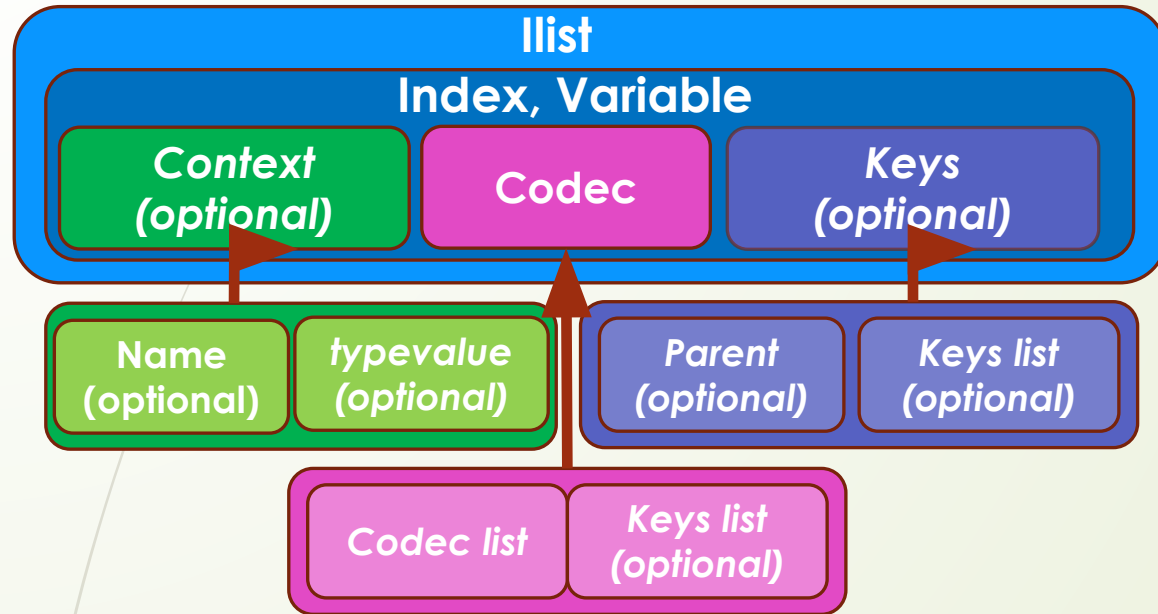 Ilist
Index, Variable
Context
(optional)
Codec
Keys
(optional)
Name
(optional)
typevalue
(optional)
Parent
(optional)
Keys list
(optional)
Codec list
Keys list
(optional)